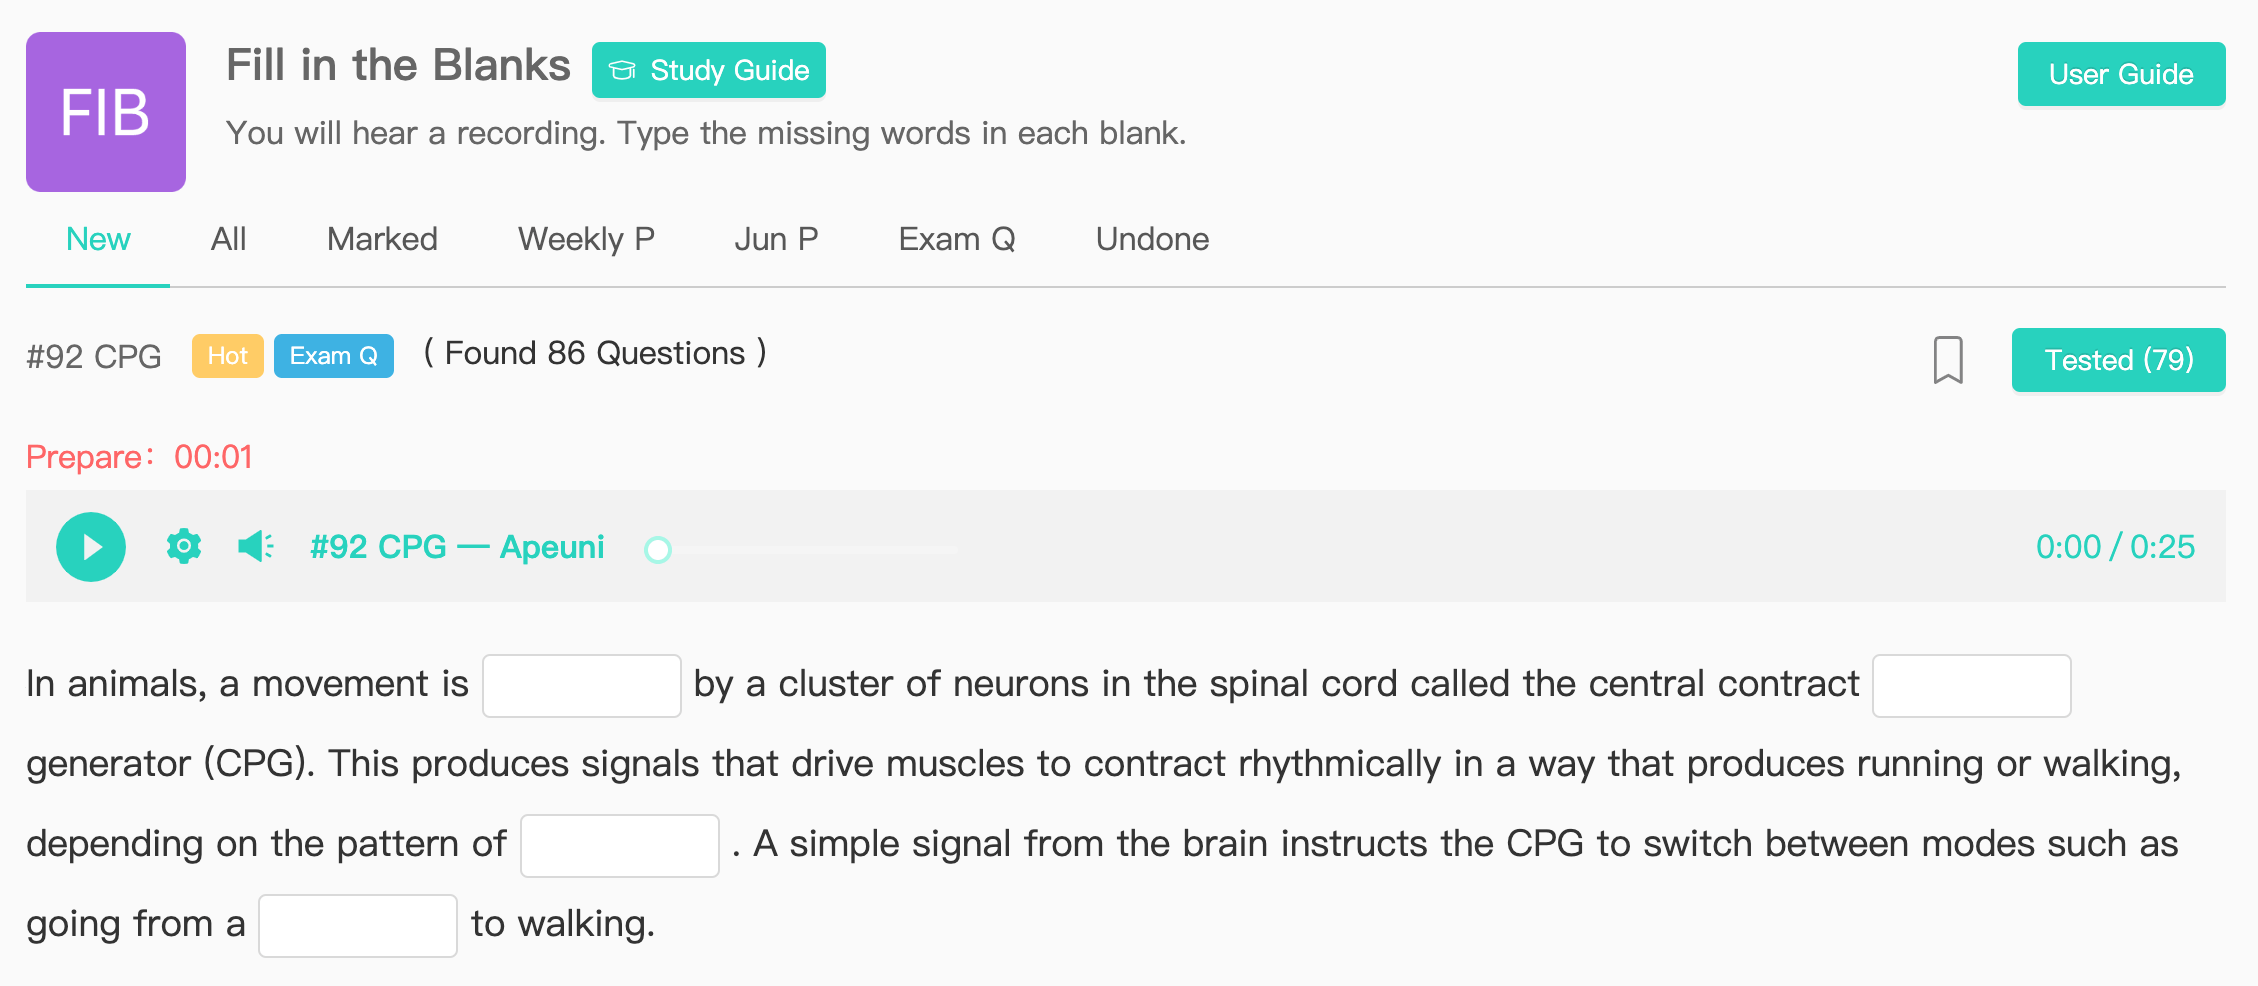 FIB
Fill in the Blanks
Study Guide
User Guide
You will hear a recording. Type the missing words in each blank.
New All Marked Weekly P Jun P Exam Q Undone
#92 CPG Hot Exam Q ( Found 86 Questions ) Tested (79)
Prepare: 00:01
#92 CPG — Apeuni 0:00 / 0:25
In animals, a movement is by a cluster of neurons in the spinal cord called the central contract
generator (CPG). This produces signals that drive muscles to contract rhythmically in a way that produces running or walking,
depending on the pattern of . A simple signal from the brain instructs the CPG to switch between modes such as
going from a to walking.